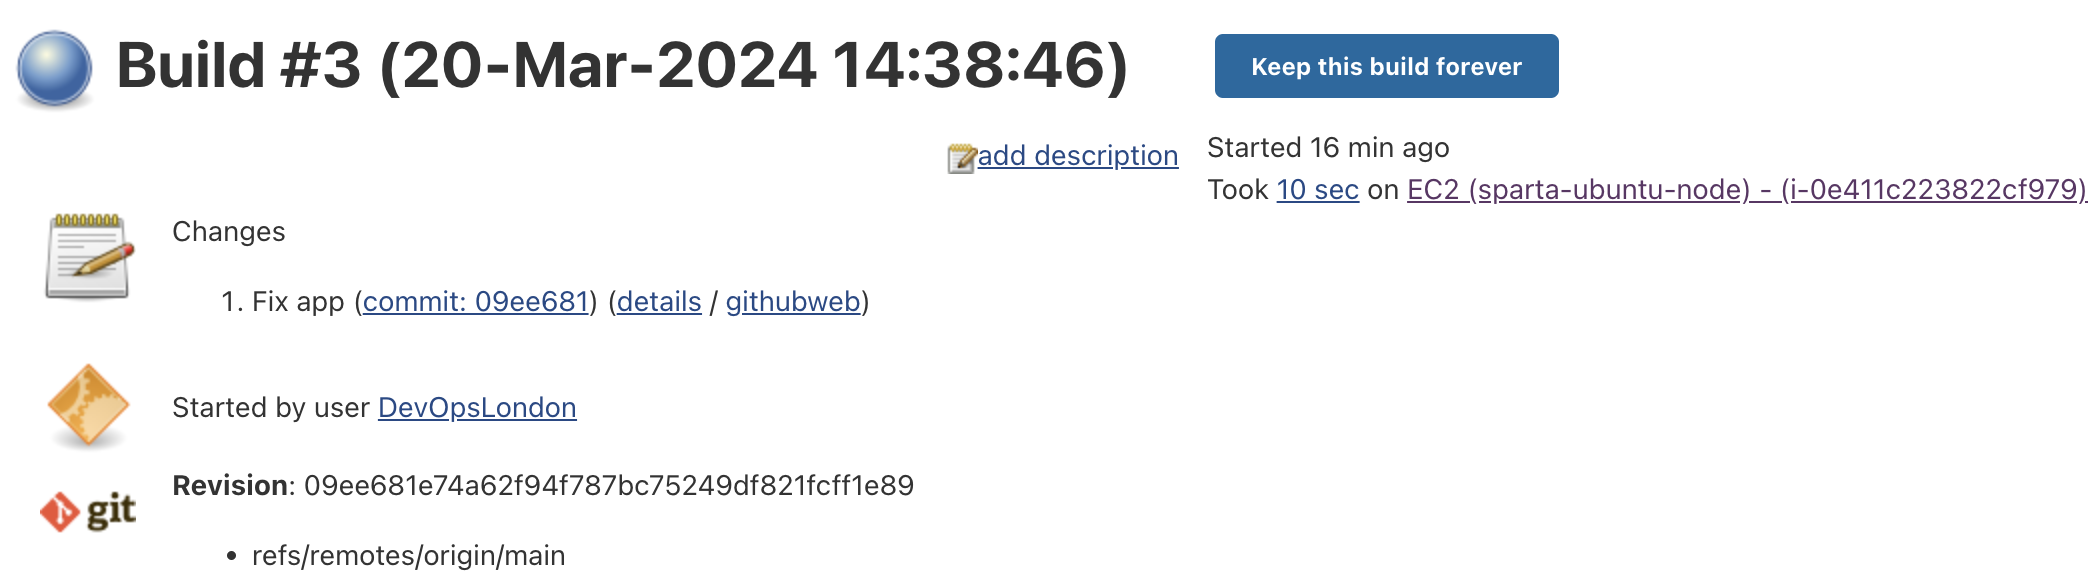 Build #3 (20-Mar-2024 14:38:46)
Keep this build forever
add description
Started 16 min ago
Took 10 sec on EC2 (sparta-ubuntu-node) - (i-0e411c223822cf979)
Changes
1. Fix app (commit: 09ee681) (details / githubweb)
Started by user DevOpsLondon
git
Revision: 09ee681e74a62f94f787bc75249df821fcff1e89
• refs/remotes/origin/main